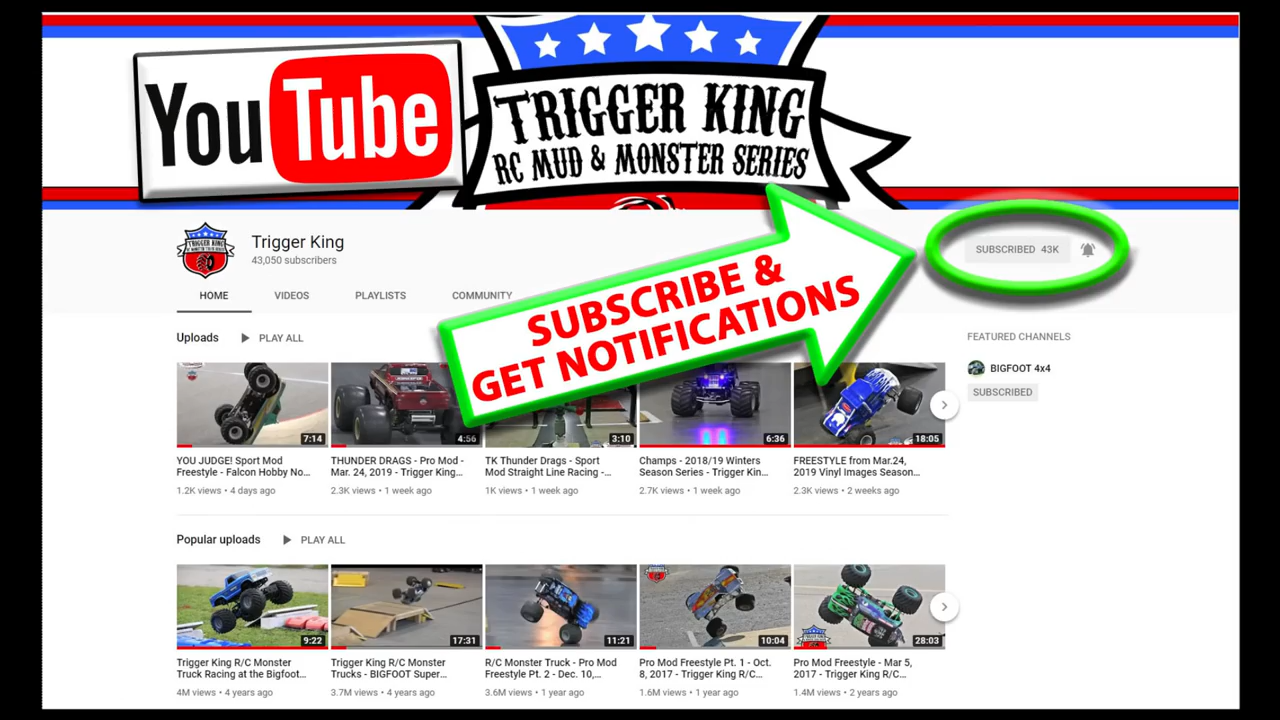 YouTube
TRIGGER KING
RC MUD & MONSTER SERIES
Trigger King
43,050 subscribers
SUBSCRIBED 43K
HOME
VIDEOS
PLAYLISTS
COMMUNITY
SUBSCRIBE &
GET NOTIFICATIONS
Uploads
PLAY ALL
FEATURED CHANNELS
BIGFOOT 4x4
SUBSCRIBED
7:14
4:56
3:10
6:36
18:05
YOU JUDGE! Sport Mod
Freestyle - Falcon Hobby No...
1.2K views • 4 days ago
THUNDER DRAGS - Pro Mod -
Mar. 24, 2019 - Trigger King...
2.3K views • 1 week ago
TK Thunder Drags - Sport
Mod Straight Line Racing -...
1K views • 1 week ago
Champs - 2018/19 Winters
Season Series - Trigger Kin...
2.7K views • 1 week ago
FREESTYLE from Mar.24,
2019 Vinyl Images Season...
2.3K views • 2 weeks ago
Popular uploads
PLAY ALL
9:22
17:31
11:21
10:04
28:03
Trigger King R/C Monster
Truck Racing at the Bigfoot...
4M views • 4 years ago
Trigger King R/C Monster
Trucks - BIGFOOT Super...
3.7M views • 4 years ago
R/C Monster Truck - Pro Mod
Freestyle Pt. 2 - Dec. 10,...
3.6M views • 1 year ago
Pro Mod Freestyle Pt. 1 - Oct.
8, 2017 - Trigger King R/C...
1.6M views • 1 year ago
Pro Mod Freestyle - Mar 5,
2017 - Trigger King R/C...
1.4M views • 2 years ago